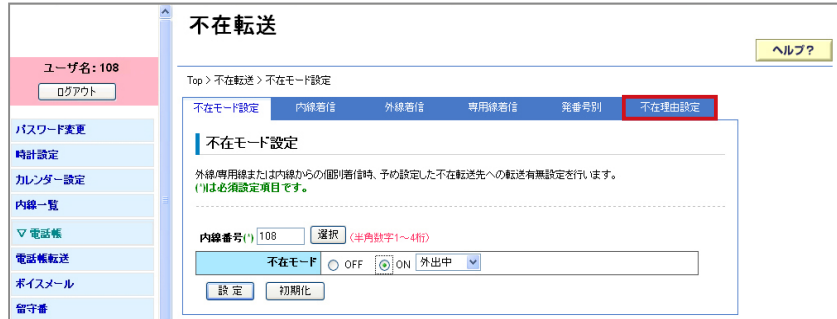 不在転送
ヘルプ?
ユーザ名: 108
ログアウト
Top > 不在転送 > 不在モード設定
不在モード設定 内線着信 外線着信 専用線着信 発番号別 不在理由設定
パスワード変更
時計設定
カレンダー設定
内線一覧
▽ 電話帳
電話帳転送
ボイスメール
留守番
不在モード設定
外線/専用線または内線からの個別着信時、予め設定した不在転送先への転送有無設定を行います。
(*)は必須設定項目です。
内線番号(*) 108 選択 (半角数字1～4桁)
不在モード OFF ON 外出中
設 定 初期化